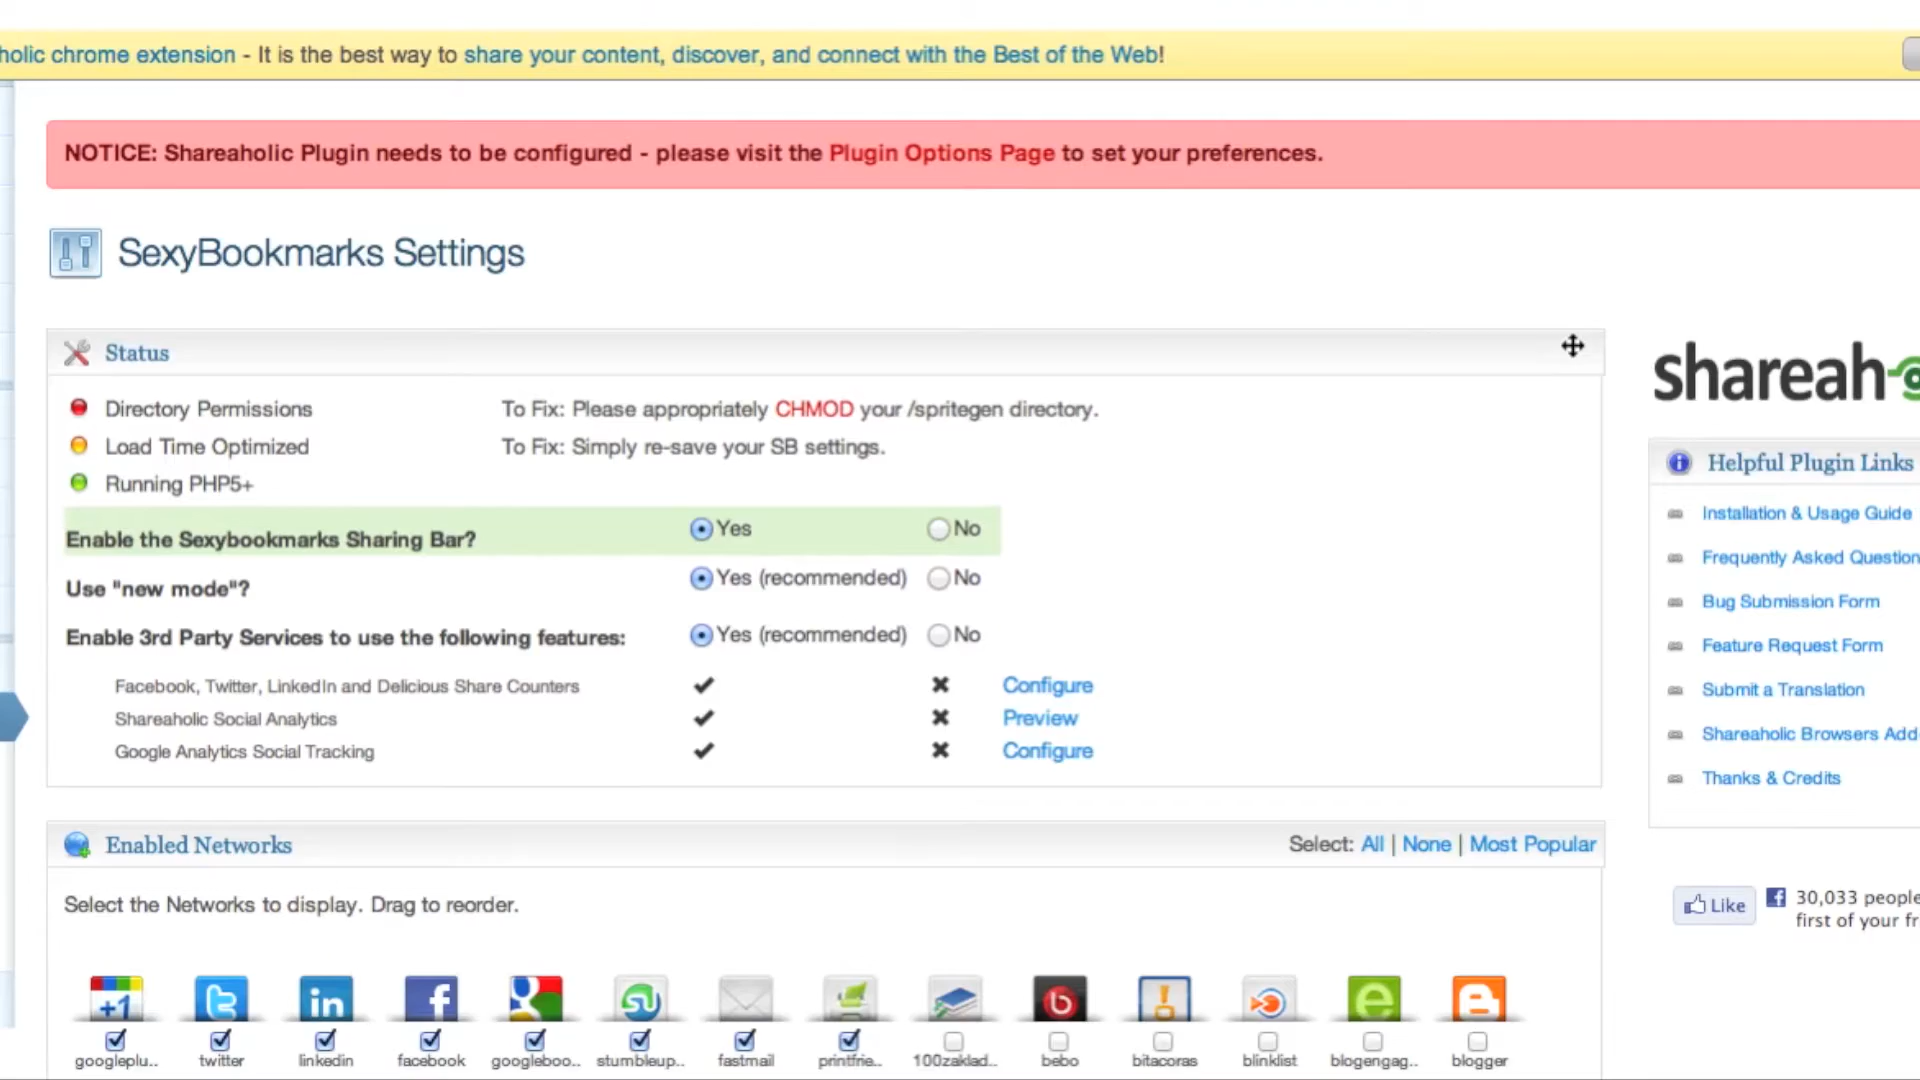 holic chrome extension - It is the best way to share your content, discover, and connect with the Best of the Web!
NOTICE: Shareaholic Plugin needs to be configured - please visit the Plugin Options Page to set your preferences.
SexyBookmarks Settings
Status
Directory Permissions To Fix: Please appropriately CHMOD your /spritegen directory.
Load Time Optimized To Fix: Simply re-save your SB settings.
Running PHP5+
Enable the Sexybookmarks Sharing Bar? Yes No
Use "new mode"? Yes (recommended) No
Enable 3rd Party Services to use the following features: Yes (recommended) No
Facebook, Twitter, LinkedIn and Delicious Share Counters Configure
Shareaholic Social Analytics Preview
Google Analytics Social Tracking Configure
Enabled Networks Select: All | None | Most Popular
Select the Networks to display. Drag to reorder.
+1 t in f g su b ! e B
googleplu.. twitter linkedin facebook googleboo.. stumbleup.. fastmail printfrie.. 100zaklad.. bebo bitacoras blinklist blogengag.. blogger
shareah
Helpful Plugin Links
Installation & Usage Guide
Frequently Asked Question
Bug Submission Form
Feature Request Form
Submit a Translation
Shareaholic Browsers Add
Thanks & Credits
Like f 30,033 people
first of your fr